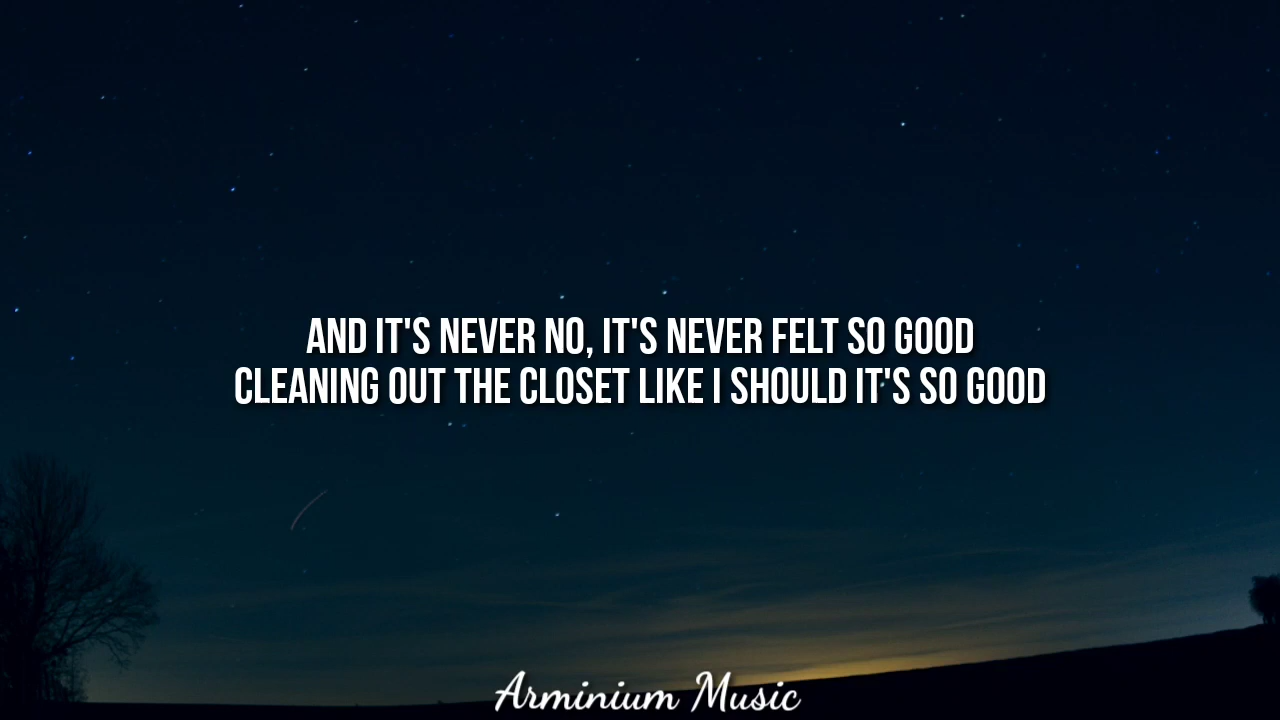 AND IT'S NEVER NO, IT'S NEVER FELT SO GOOD
CLEANING OUT THE CLOSET LIKE I SHOULD IT'S SO GOOD
Arminium Music